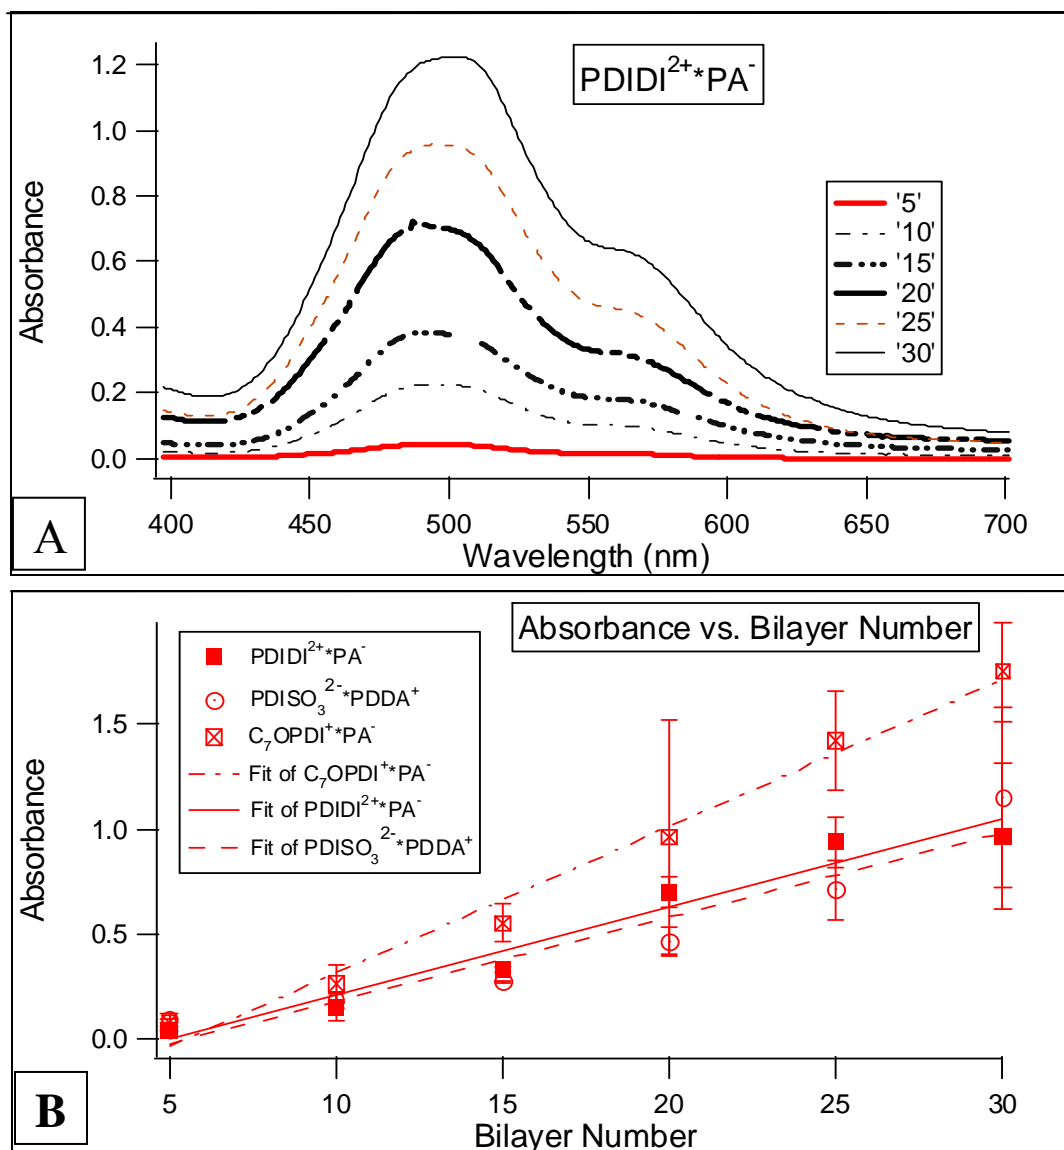 PDIDI²⁺*PA⁻
1.2
1.0
0.8
0.6
0.4
0.2
0.0
Absorbance
'5'
'10'
'15'
'20'
'25'
'30'
400 450 500 550 600 650 700
Wavelength (nm)
A
Absorbance vs. Bilayer Number
PDIDI²⁺*PA⁻
PDISO₃²⁻*PDDA⁺
C₇OPDI⁺*PA⁻
Fit of C₇OPDI⁺*PA⁻
Fit of PDIDI²⁺*PA⁻
Fit of PDISO₃²⁻*PDDA⁺
1.5
1.0
0.5
0.0
Absorbance
5 10 15 20 25 30
Bilayer Number
B